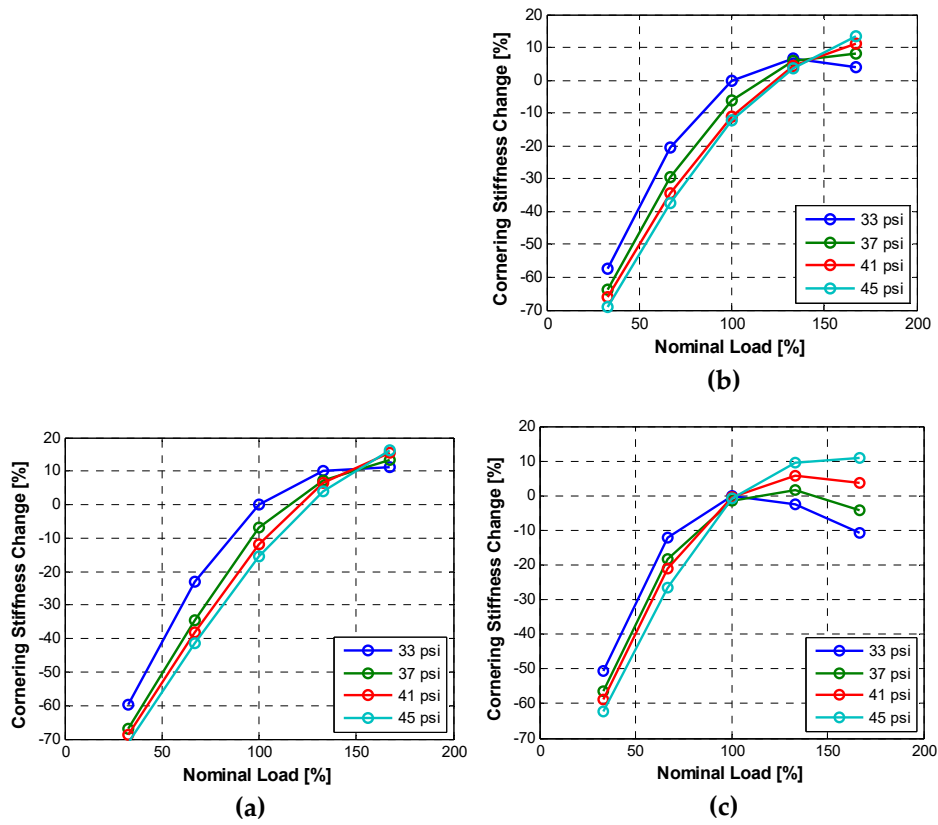 20
10
0
-10
-20
-30
-40
-50
-60
-70
Cornering Stiffness Change [%]
33 psi
37 psi
41 psi
45 psi
0 50 100 150 200
Nominal Load [%]
(b)
20
10
0
-10
-20
-30
-40
-50
-60
-70
Cornering Stiffness Change [%]
33 psi
37 psi
41 psi
45 psi
0 50 100 150 200
Nominal Load [%]
(a)
20
10
0
-10
-20
-30
-40
-50
-60
-70
Cornering Stiffness Change [%]
33 psi
37 psi
41 psi
45 psi
0 50 100 150 200
Nominal Load [%]
(c)